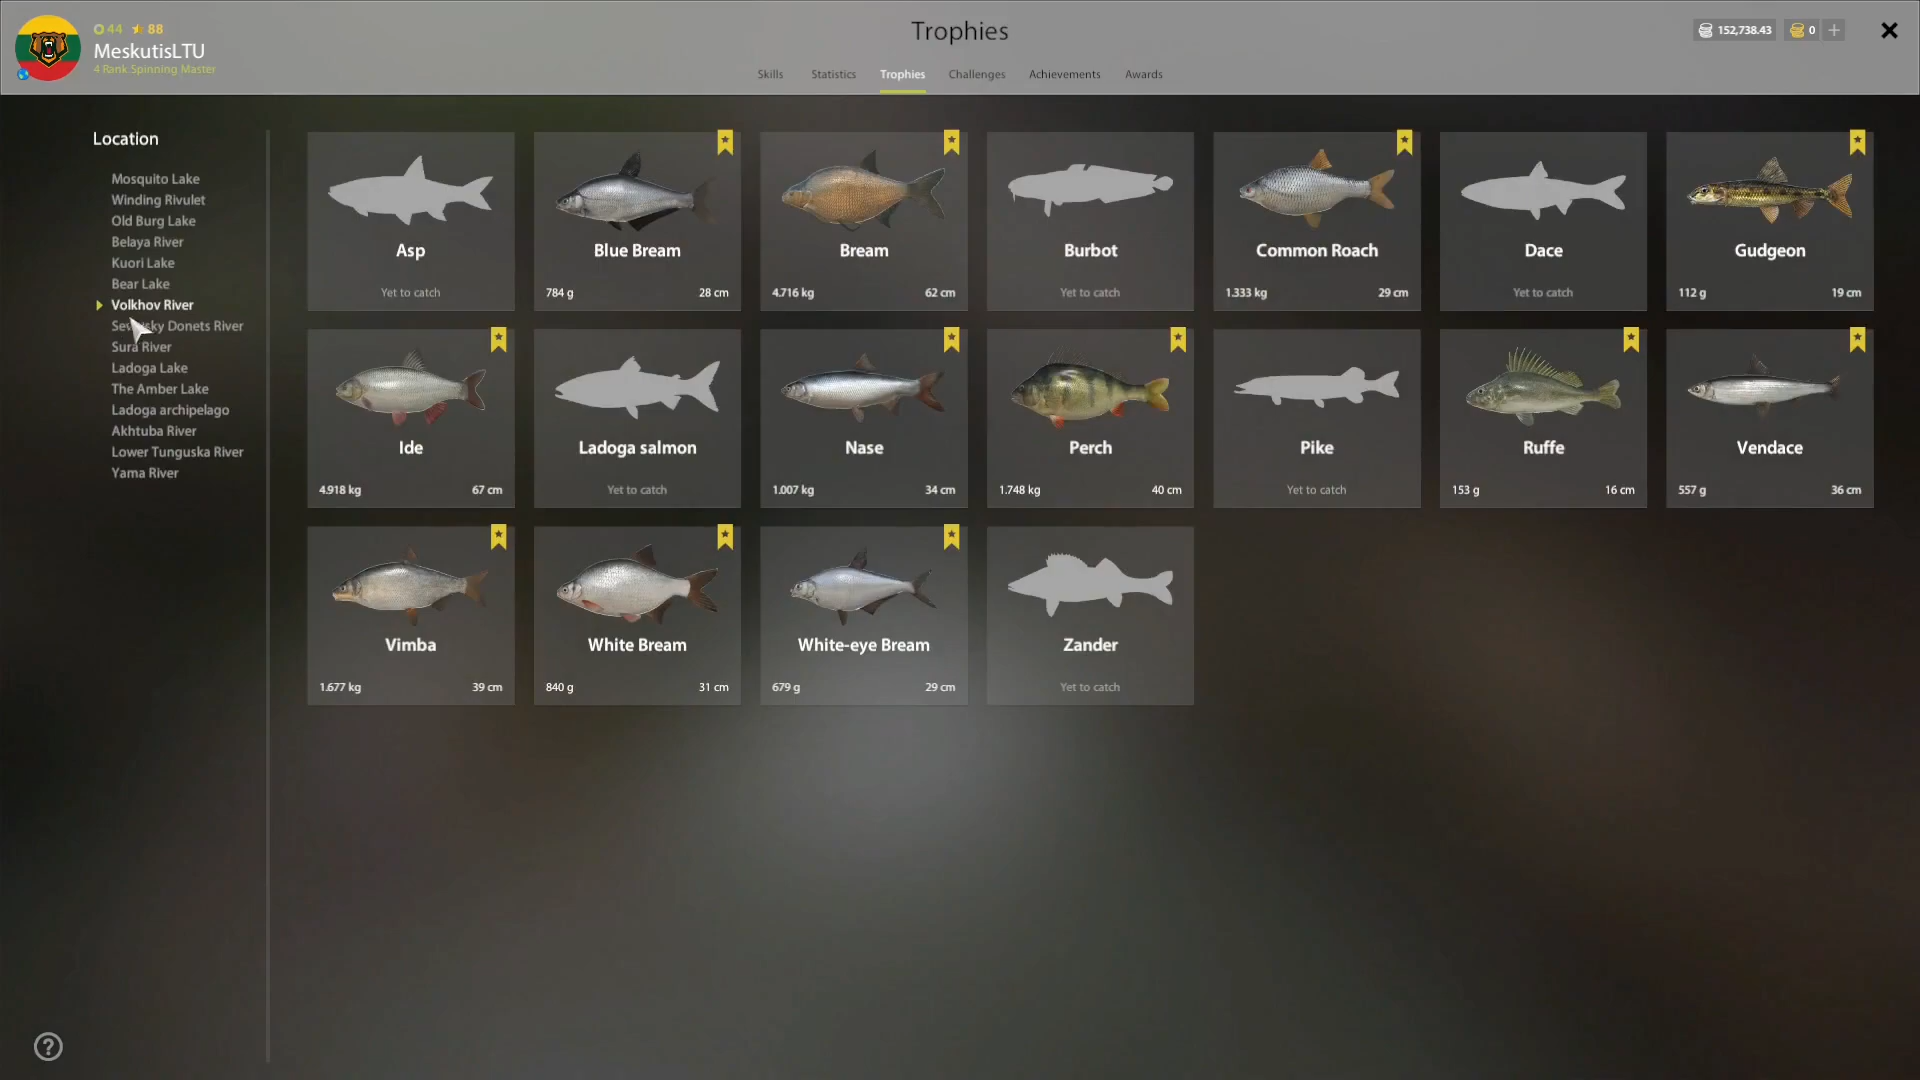 44 88
MeskutisLTU
4 Rank Spinning Master
Trophies
152,738.43 0 +
Skills Statistics Trophies Challenges Achievements Awards
Location
Mosquito Lake
Winding Rivulet
Old Burg Lake
Belaya River
Kuori Lake
Bear Lake
Volkhov River
Donets River
Sura River
Ladoga Lake
The Amber Lake
Ladoga archipelago
Akhtuba River
Lower Tunguska River
Yama River
Asp
Yet to catch
Blue Bream
784 g 28 cm
Bream
4.716 kg 62 cm
Burbot
Yet to catch
Common Roach
1.333 kg 29 cm
Dace
Yet to catch
Gudgeon
112 g 19 cm
Ide
4.918 kg 67 cm
Ladoga salmon
Yet to catch
Nase
1.007 kg 34 cm
Perch
1.748 kg 40 cm
Pike
Yet to catch
Ruffe
153 g 16 cm
Vendace
557 g 36 cm
Vimba
1.677 kg 39 cm
White Bream
840 g 31 cm
White-eye Bream
679 g 29 cm
Zander
Yet to catch
?